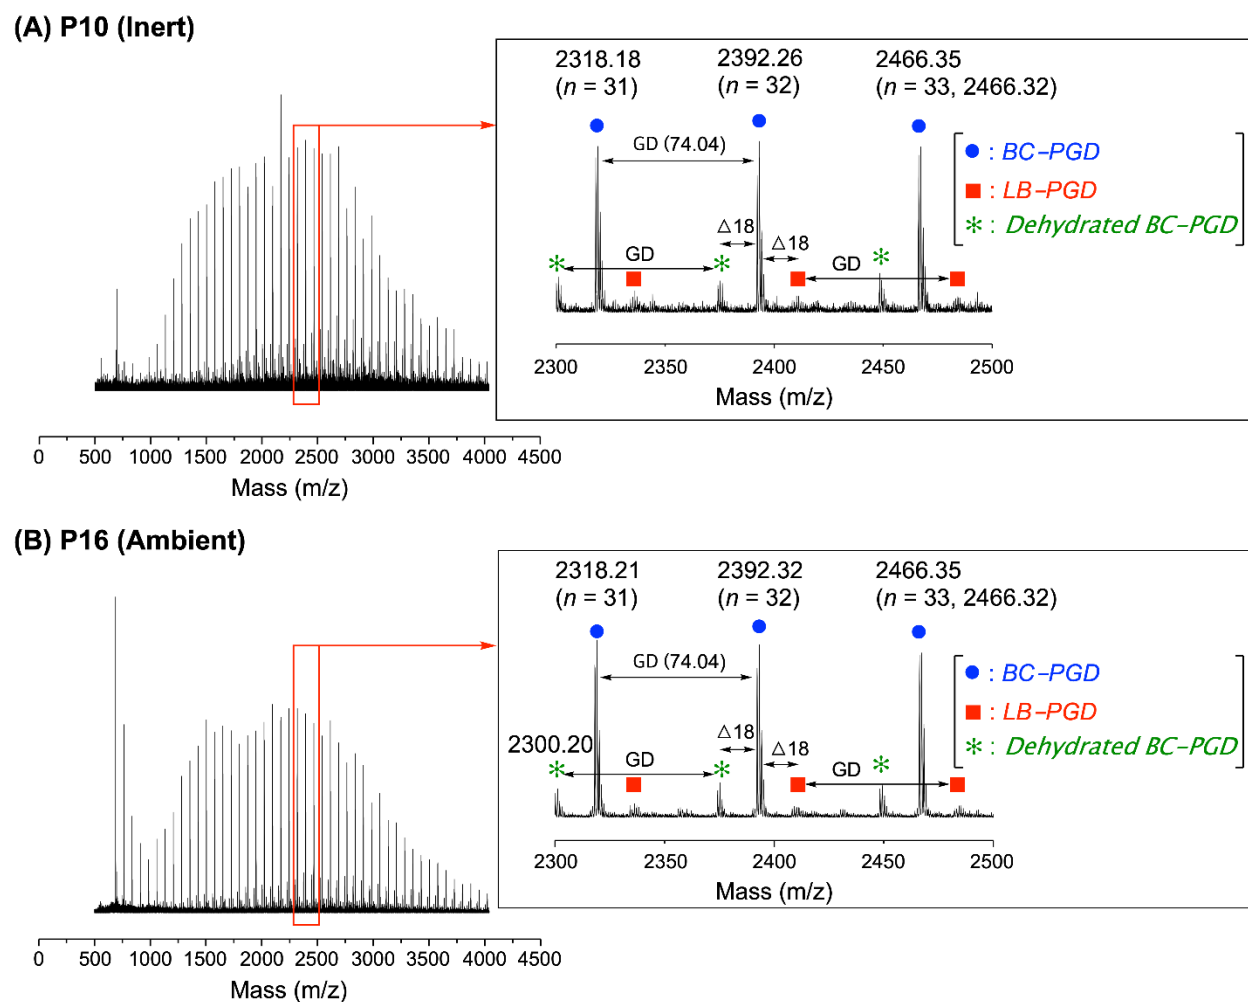 (A) P10 (Inert)
2318.18
(n = 31)
2392.26
(n = 32)
2466.35
(n = 33, 2466.32)
GD (74.04)
● : BC–PGD
■ : LB–PGD
✻ : Dehydrated BC–PGD
△18
△18
GD
GD
2300 2350 2400 2450 2500
Mass (m/z)
0 500 1000 1500 2000 2500 3000 3500 4000 4500
Mass (m/z)
(B) P16 (Ambient)
2318.21
(n = 31)
2392.32
(n = 32)
2466.35
(n = 33, 2466.32)
GD (74.04)
● : BC–PGD
■ : LB–PGD
✻ : Dehydrated BC–PGD
2300.20
△18
△18
GD
GD
2300 2350 2400 2450 2500
Mass (m/z)
0 500 1000 1500 2000 2500 3000 3500 4000 4500
Mass (m/z)